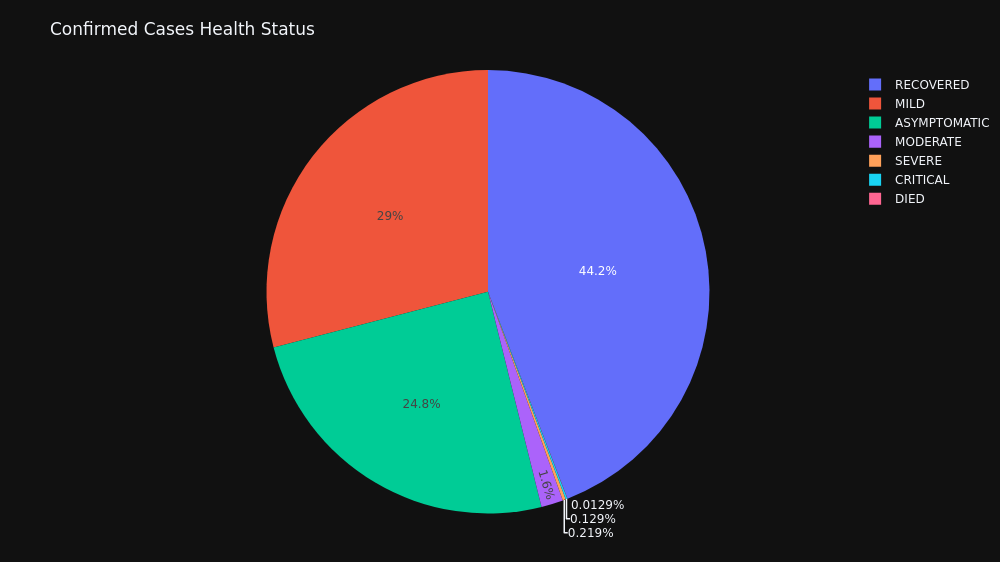 Confirmed Cases Health Status
RECOVERED
MILD
ASYMPTOMATIC
MODERATE
SEVERE
CRITICAL
DIED
29%
44.2%
24.8%
1.6%
0.0129%
0.129%
0.219%